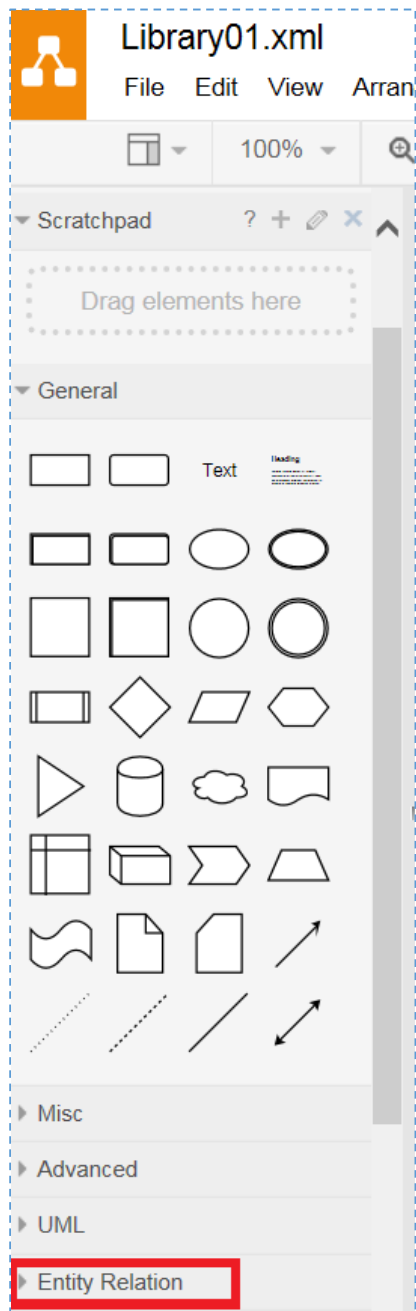 Library01.xml
File Edit View Arran
100%
Scratchpad ? +
Drag elements here
General
Text Heading
Misc
Advanced
UML
Entity Relation